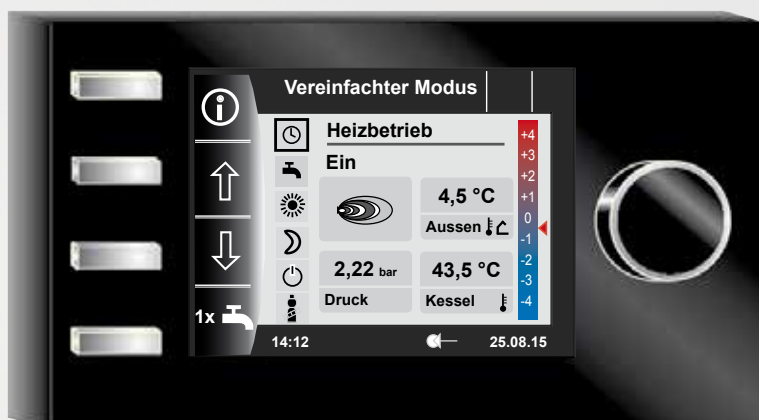 Vereinfachter Modus
Heizbetrieb
Ein
4,5 °C
Aussen
2,22 bar
Druck
43,5 °C
Kessel
+4
+3
+2
+1
0
-1
-2
-3
-4
1x
14:12
25.08.15